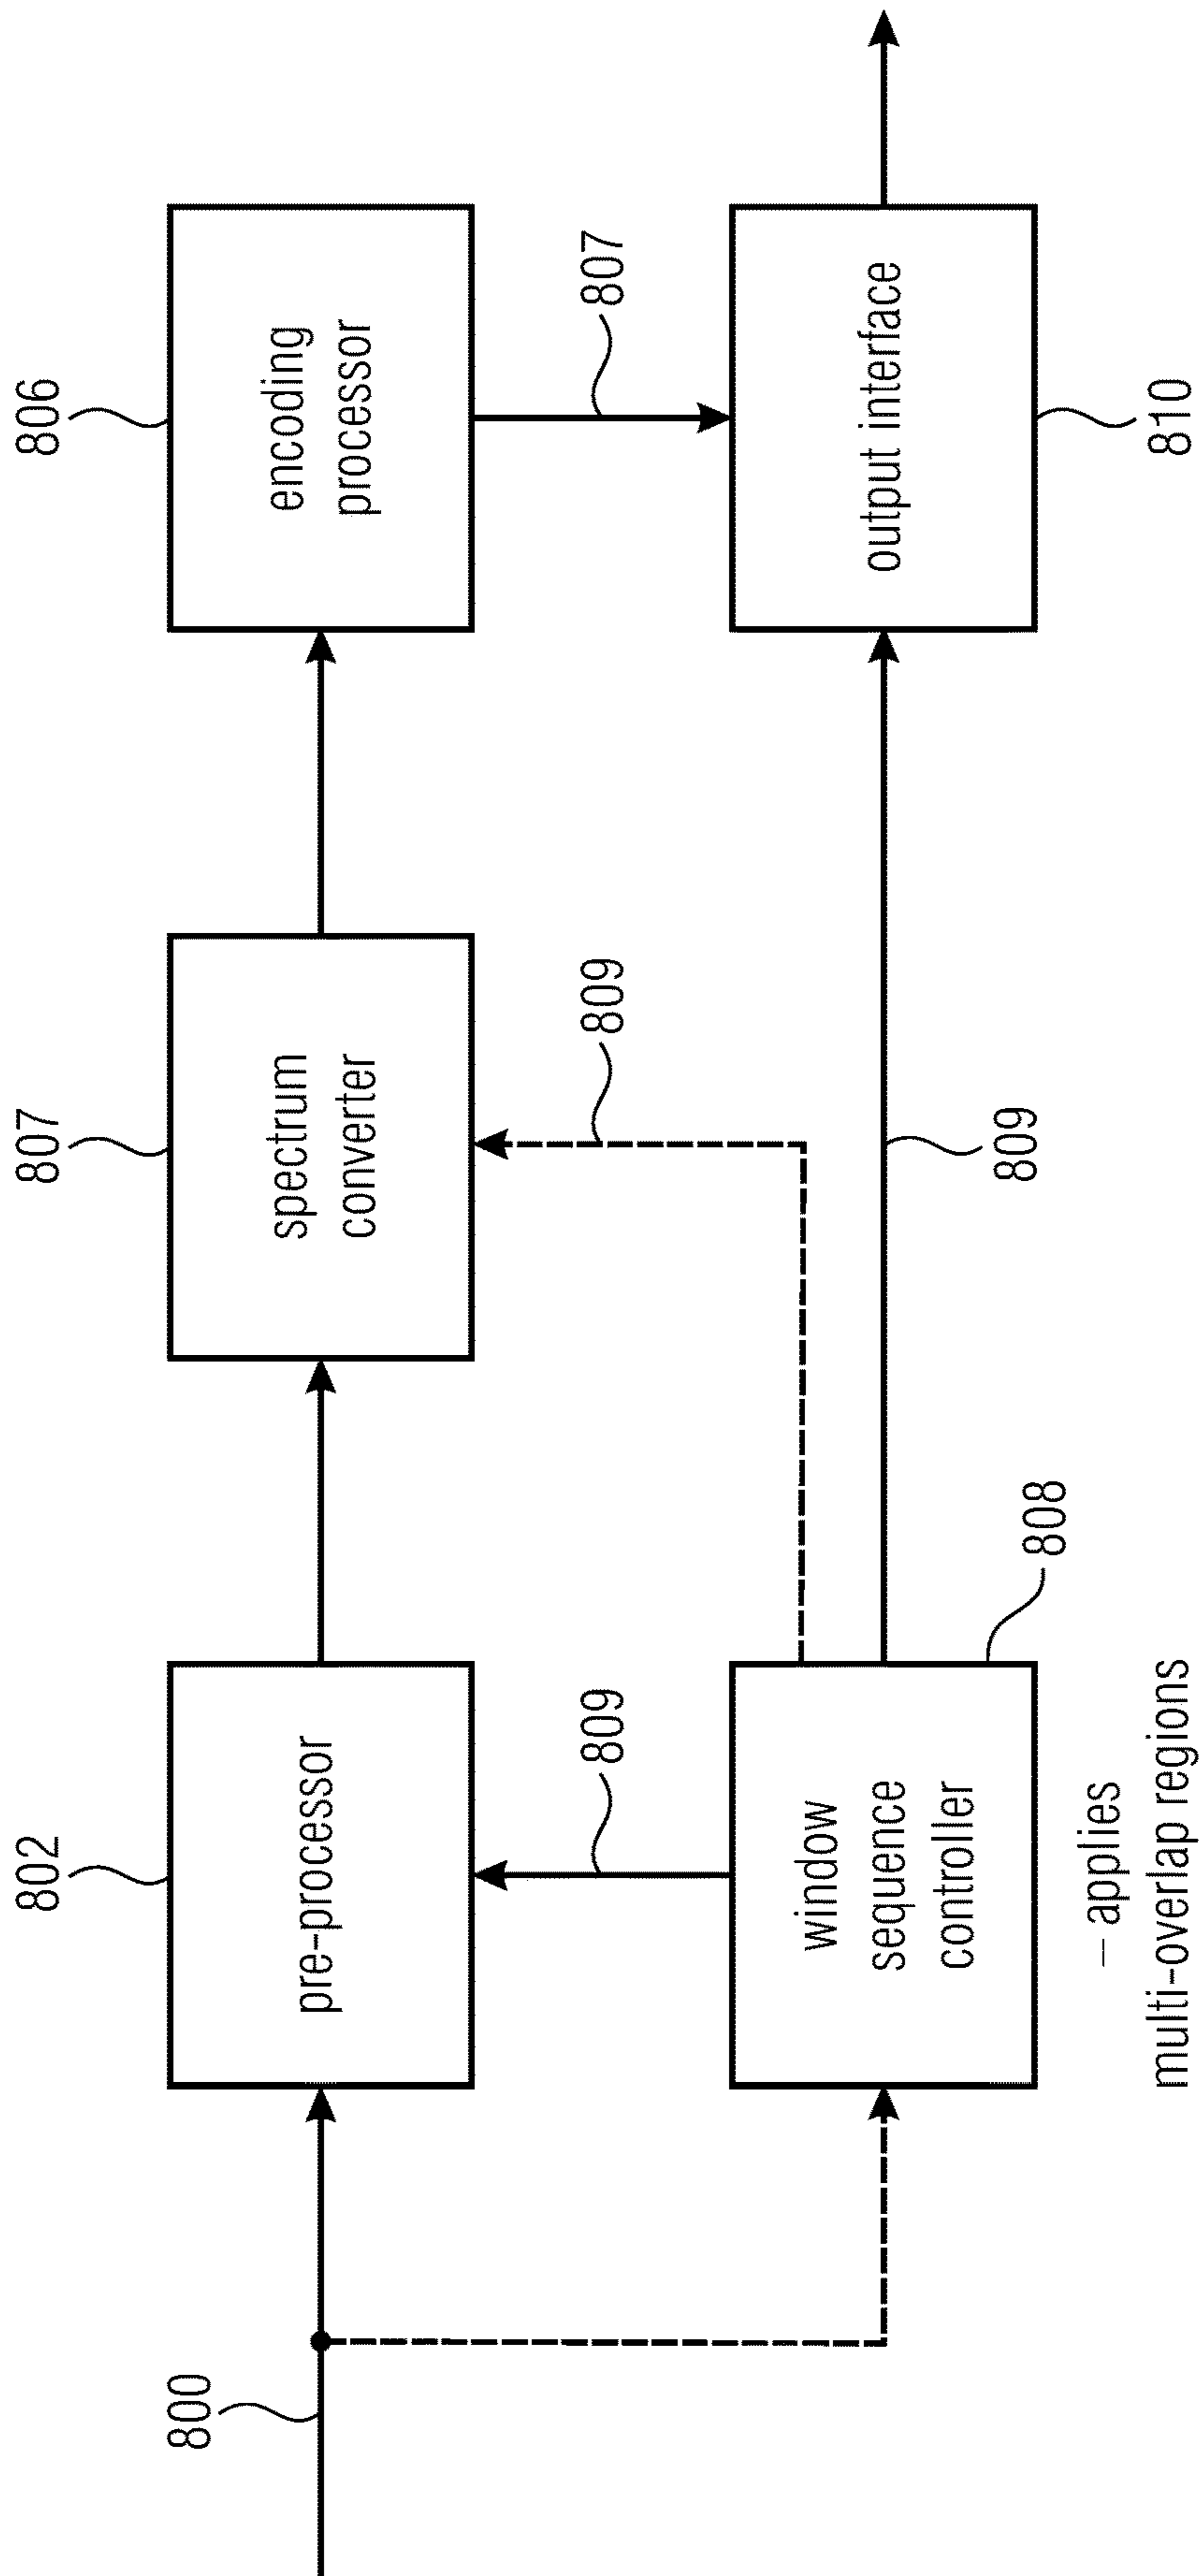 802
807
806
800
pre-processor
spectrum
converter
encoding
processor
809
809
807
window
sequence
controller
output interface
808
809
810
– applies
multi-overlap regions